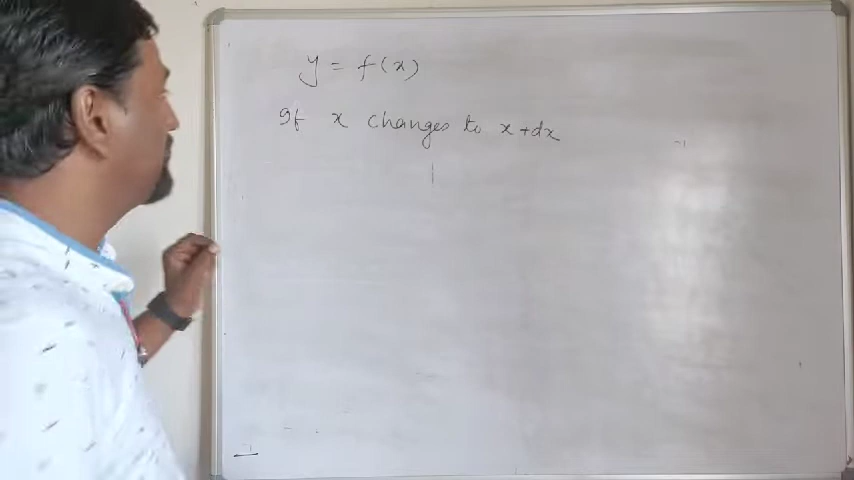 y = f(x)
If x changes to x+dx